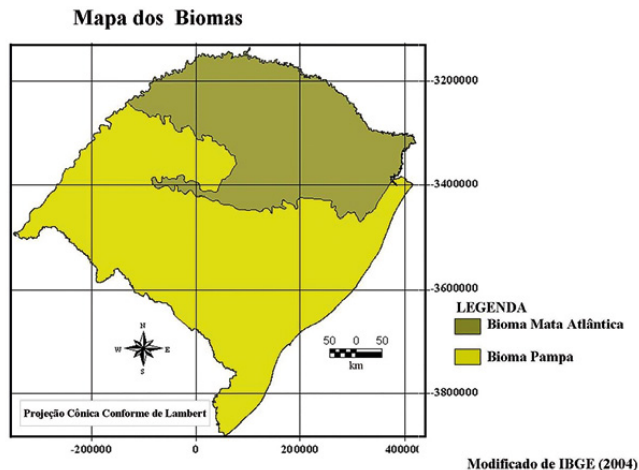 Mapa dos Biomas
-3200000
-3400000
-3600000
LEGENDA
Bioma Mata Atlântica
Bioma Pampa
N
W E
S
50 0 50
km
-3800000
Projeção Cônica Conforme de Lambert
-200000 0 200000 400000
Modificado de IBGE (2004)